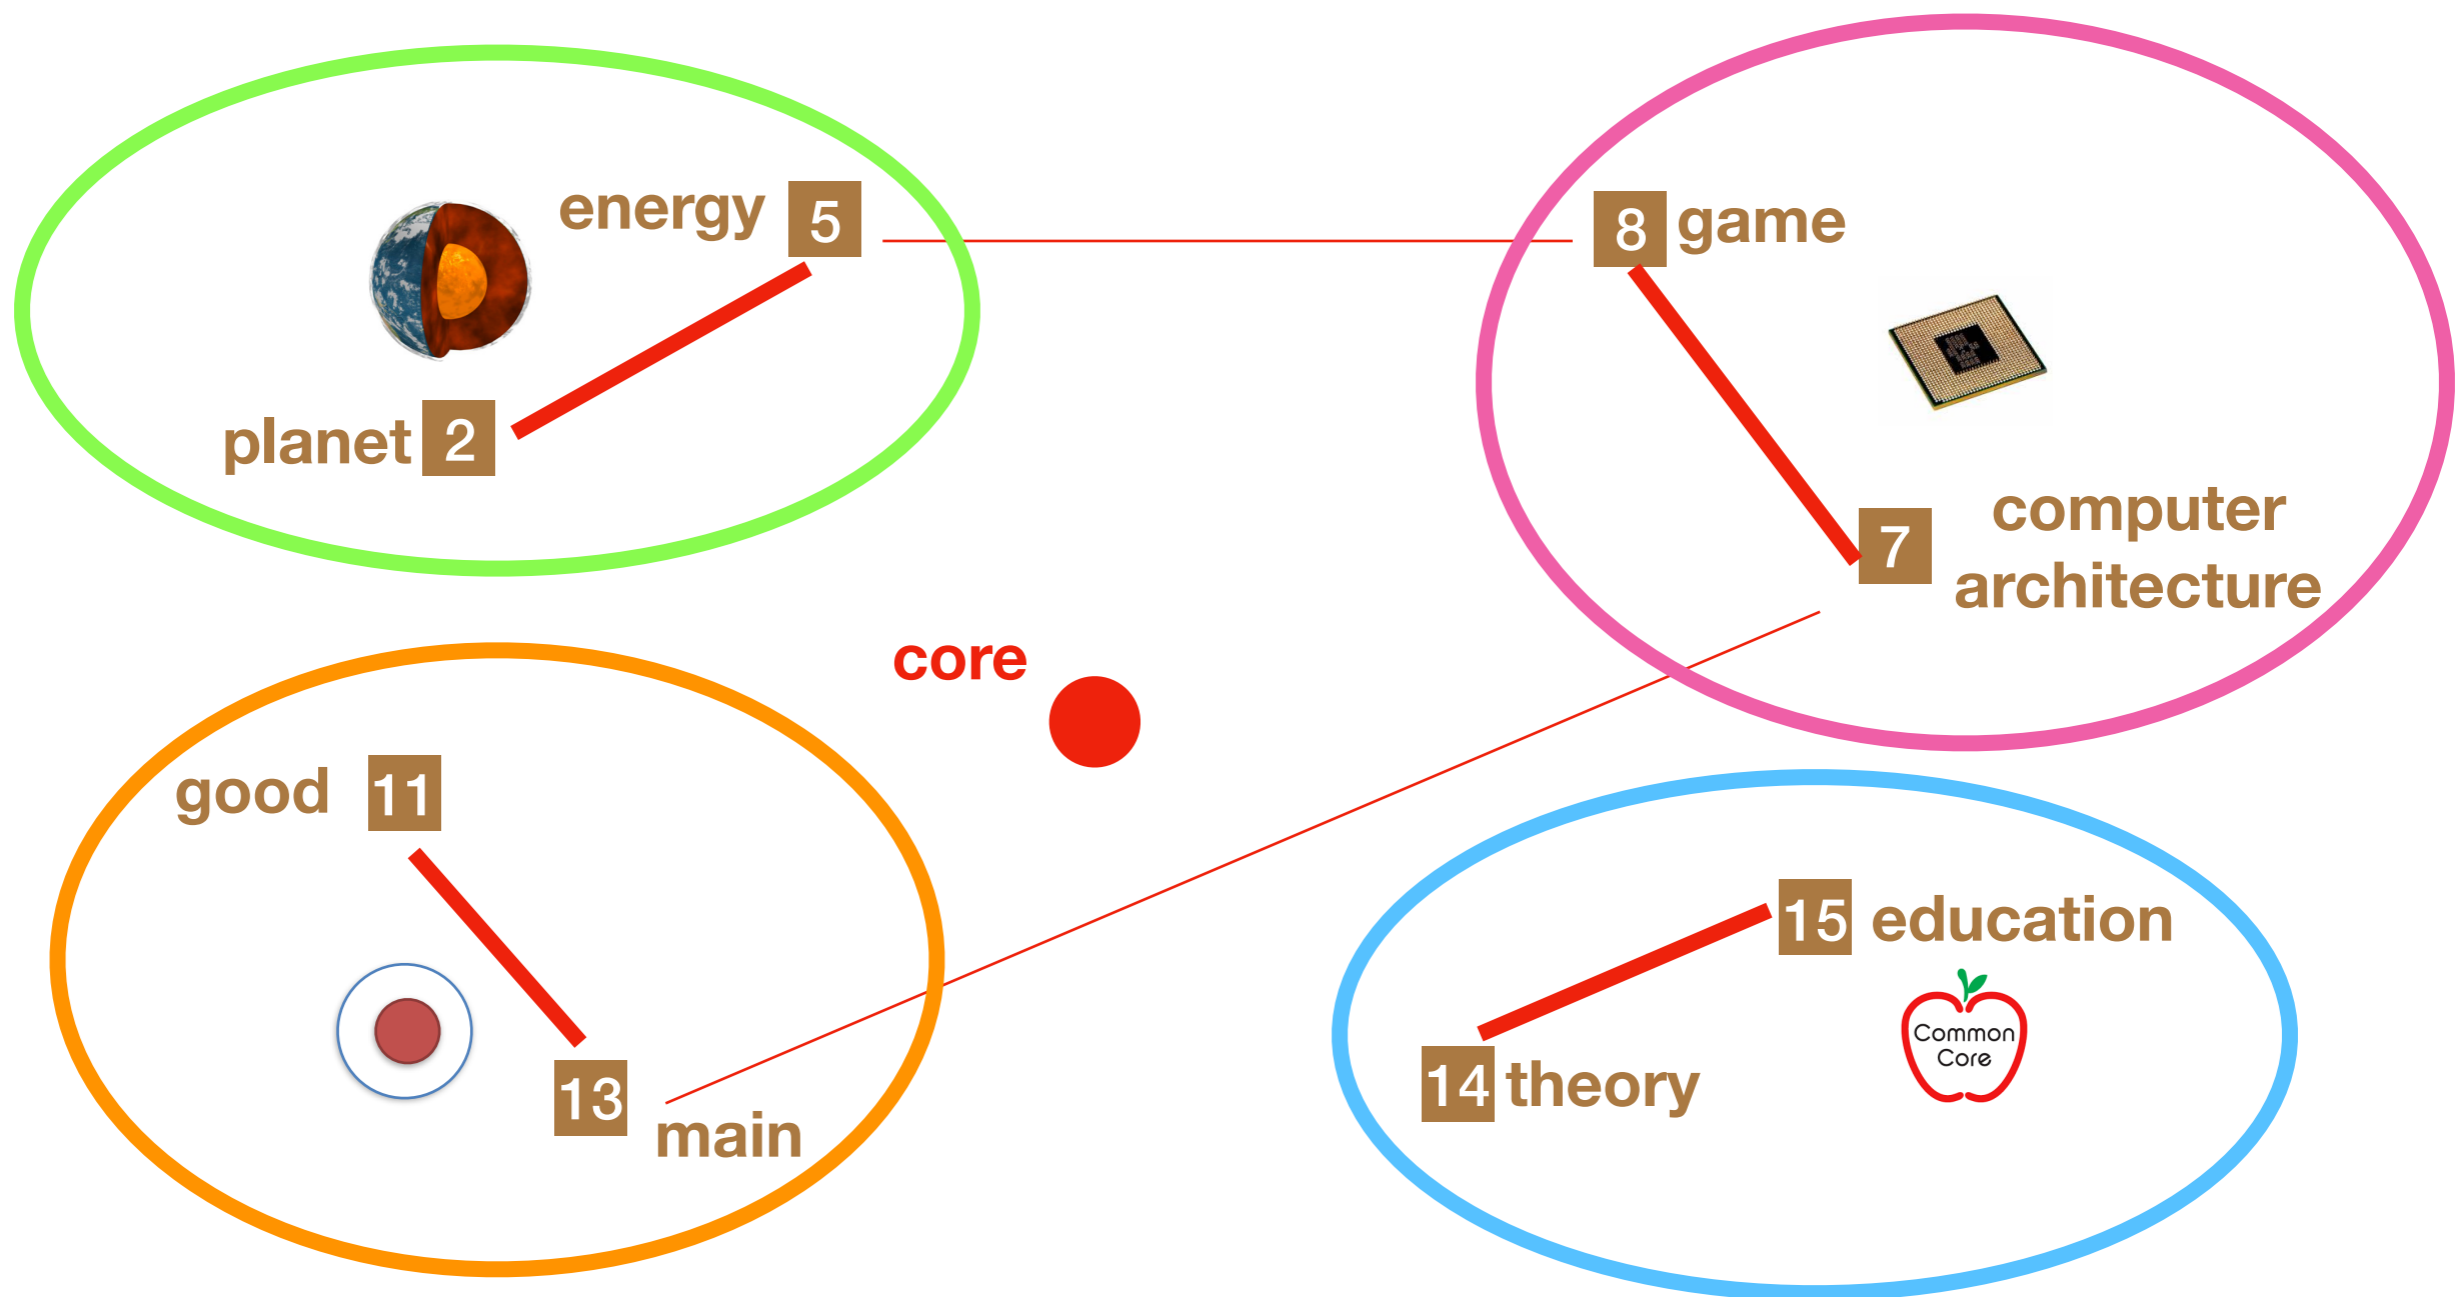 energy 5
8 game
planet 2
7
computer
architecture
core
good 11
15 education
Common
Core
13
main
14 theory